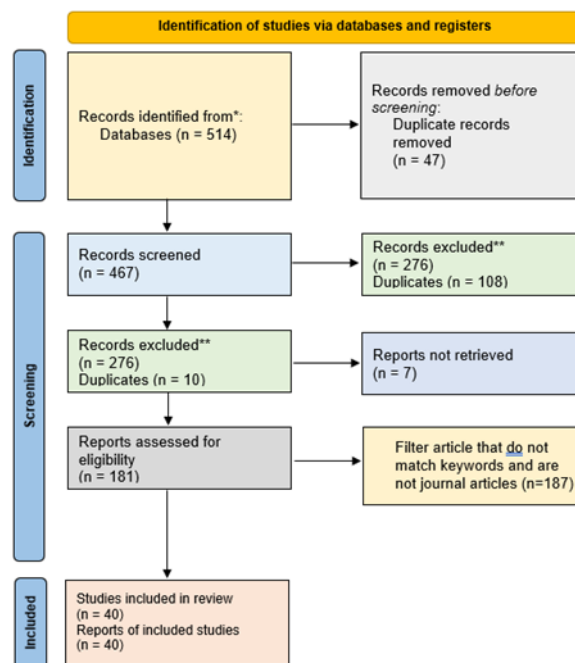 Identification of studies via databases and registers
Identification
Records identified from*:
Databases (n = 514)
Records removed before
screening:
Duplicate records
removed
(n = 47)
Screening
Records screened
(n = 467)
Records excluded**
(n = 276)
Duplicates (n = 108)
Records excluded**
(n = 276)
Duplicates (n = 10)
Reports not retrieved
(n = 7)
Reports assessed for
eligibility
(n = 181)
Filter article that do not
match keywords and are
not journal articles (n=187)
Included
Studies included in review
(n = 40)
Reports of included studies
(n = 40)